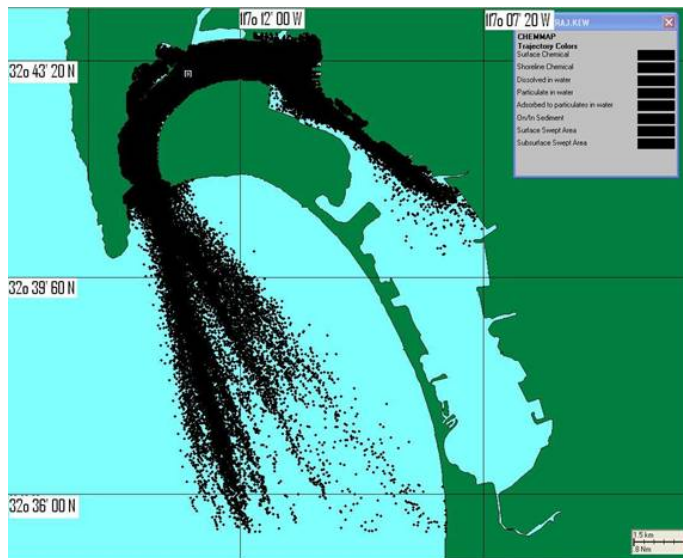 117o 12' 00 W
117o 07' 20 W
RAJ.KEW
CHEMMAP
Trajectory Colors
Surface Chemical
Shoreline Chemical
Dissolved in water
Particulate in water
Adsorbed to particulates in water
On/In Sediment
Surface Swept Area
Subsurface Swept Area
32o 43' 20 N
32o 39' 60 N
32o 36' 00 N
1.5 km
.8 Nm